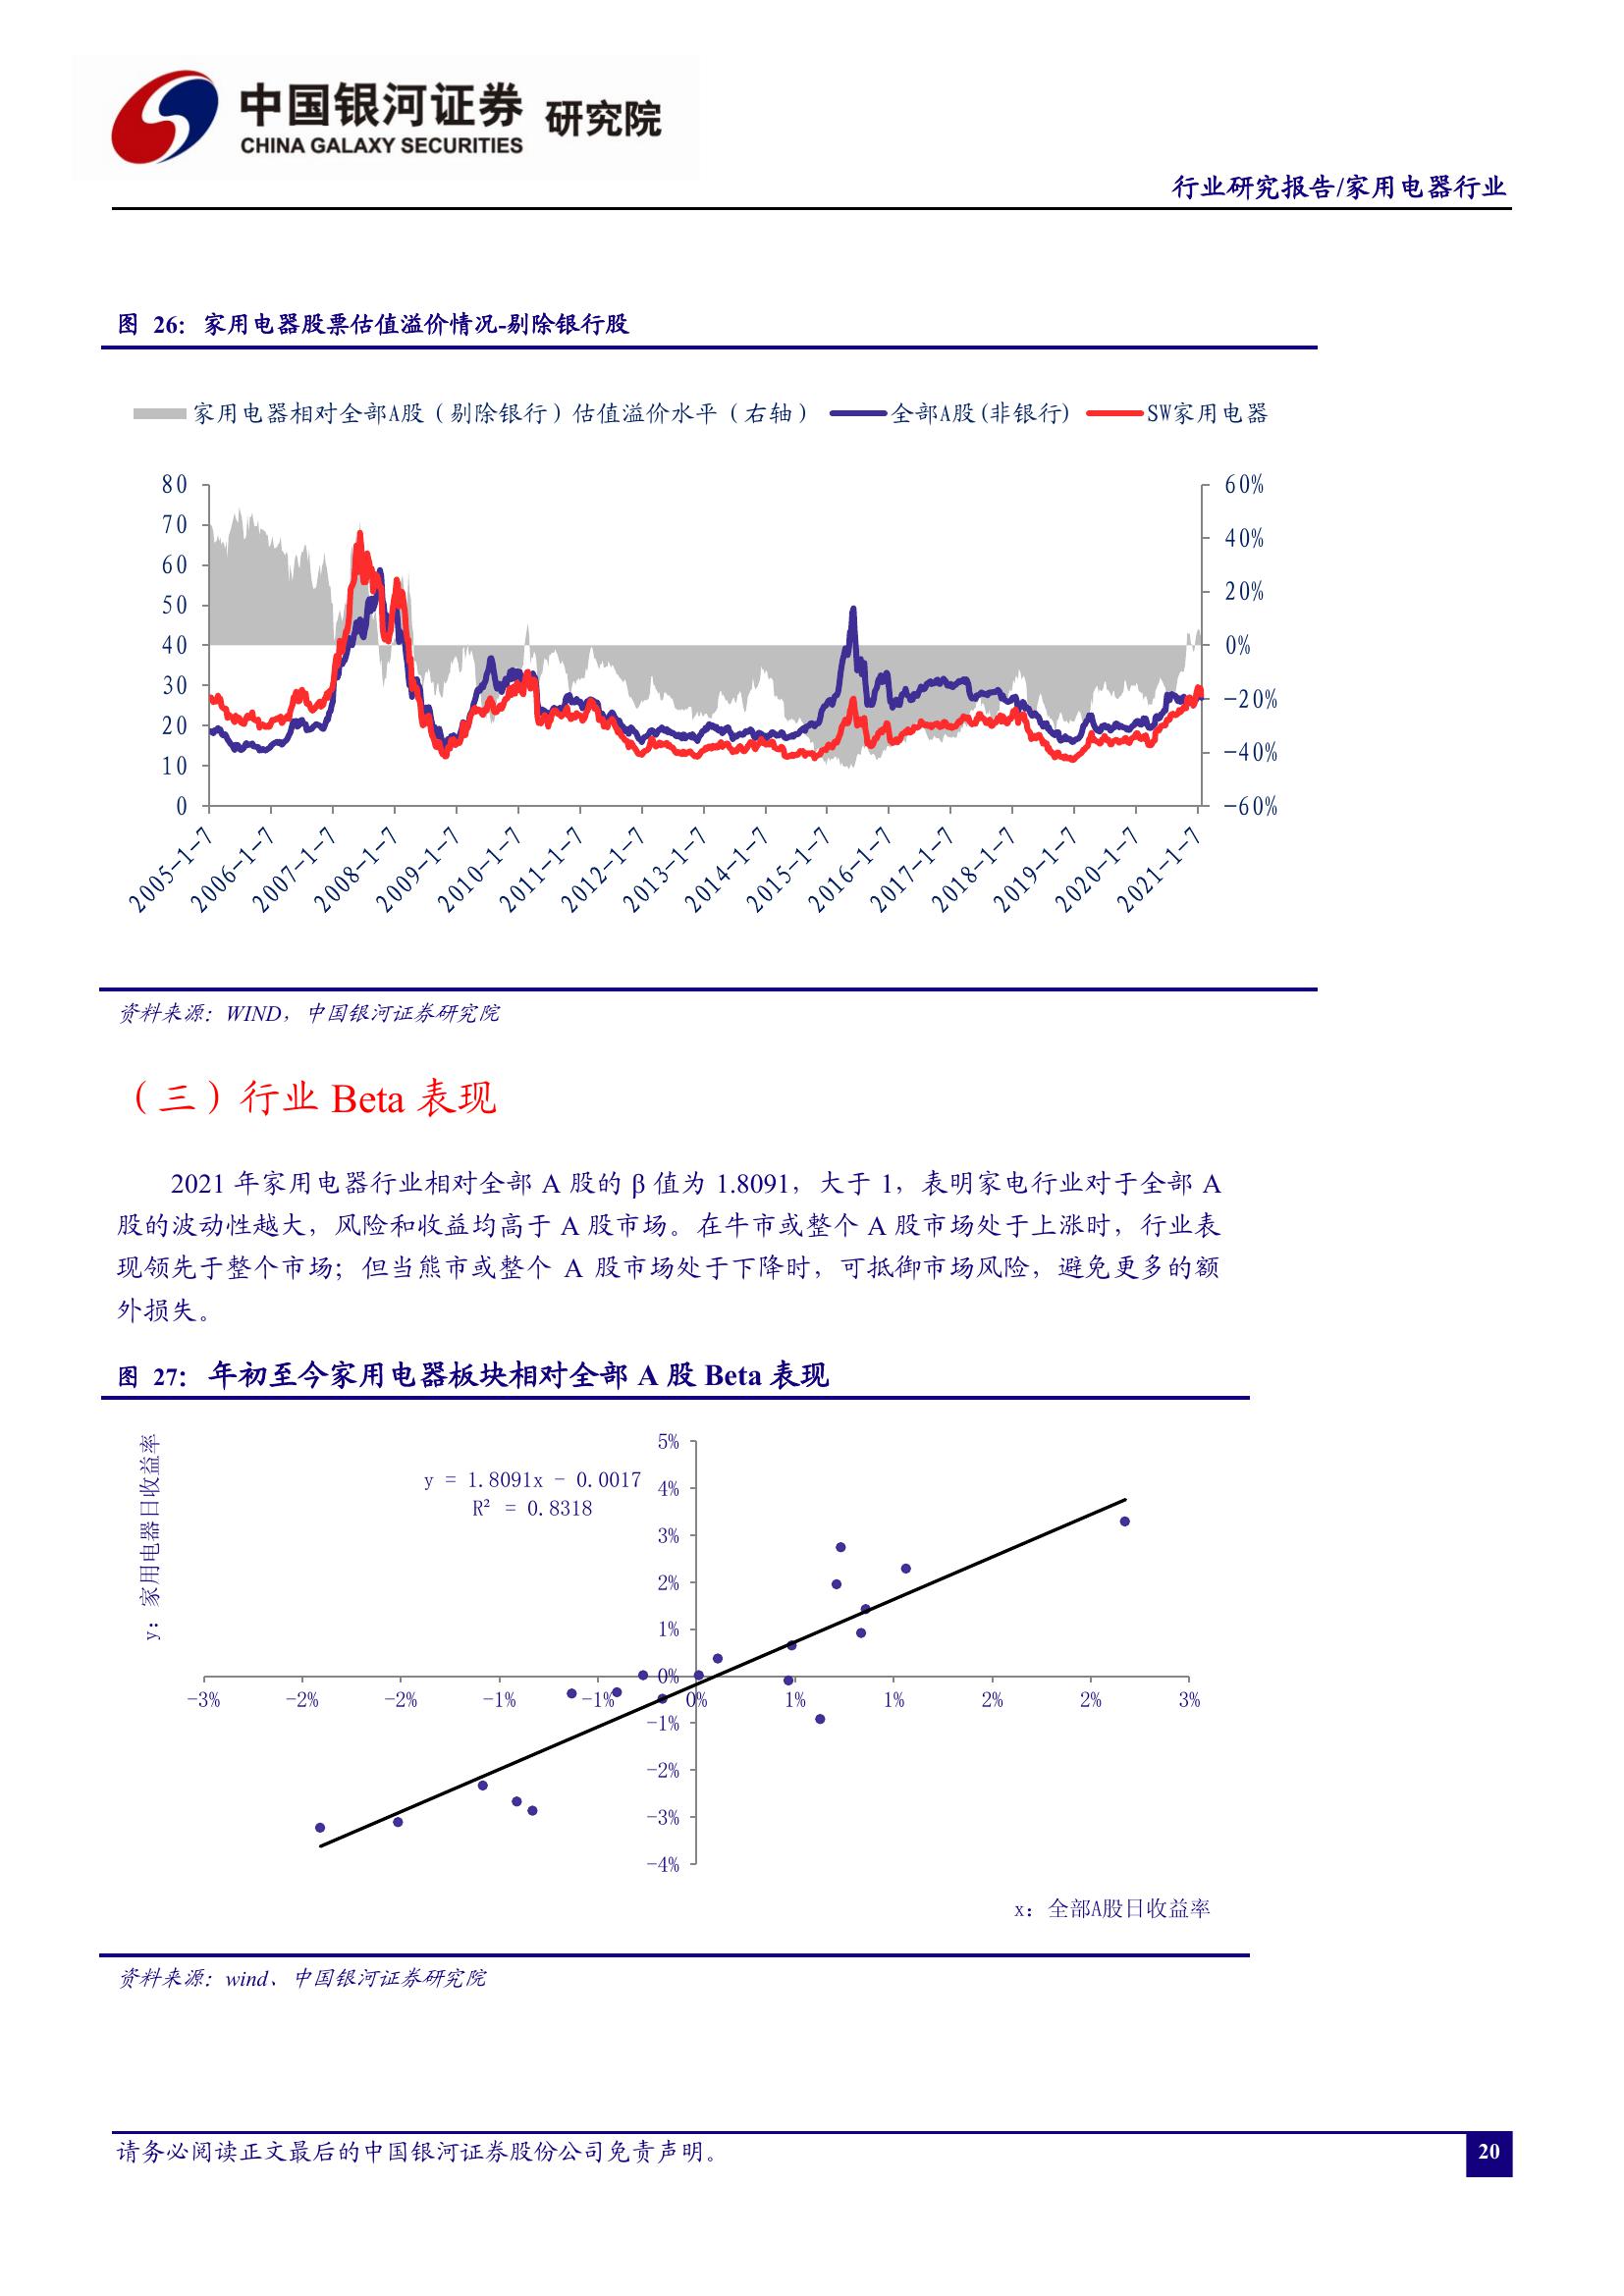 中国银河证券 研究院
CHINA GALAXY SECURITIES
行业研究报告/家用电器行业
图 26：家用电器股票估值溢价情况-剔除银行股
家用电器相对全部A股（剔除银行）估值溢价水平（右轴） 全部A股(非银行) SW家用电器
80 60%
70 40%
60 20%
50 0%
40 -20%
30 -40%
20 -60%
10
0
2005-1-7 2006-1-7 2007-1-7 2008-1-7 2009-1-7 2010-1-7 2011-1-7 2012-1-7 2013-1-7 2014-1-7 2015-1-7 2016-1-7 2017-1-7 2018-1-7 2019-1-7 2020-1-7 2021-1-7
资料来源：WIND，中国银河证券研究院
（三）行业 Beta 表现
2021 年家用电器行业相对全部 A 股的 β 值为 1.8091，大于 1，表明家电行业对于全部 A
股的波动性越大，风险和收益均高于 A 股市场。在牛市或整个 A 股市场处于上涨时，行业表
现领先于整个市场；但当熊市或整个 A 股市场处于下降时，可抵御市场风险，避免更多的额
外损失。
图 27：年初至今家用电器板块相对全部 A 股 Beta 表现
y：家用电器日收益率
y = 1.8091x - 0.0017
R² = 0.8318
5%
4%
3%
2%
1%
0%
-3% -2% -2% -1% -1% 0% 1% 1% 2% 2% 3%
-1%
-2%
-3%
-4%
x：全部A股日收益率
资料来源：wind、中国银河证券研究院
请务必阅读正文最后的中国银河证券股份公司免责声明。
20